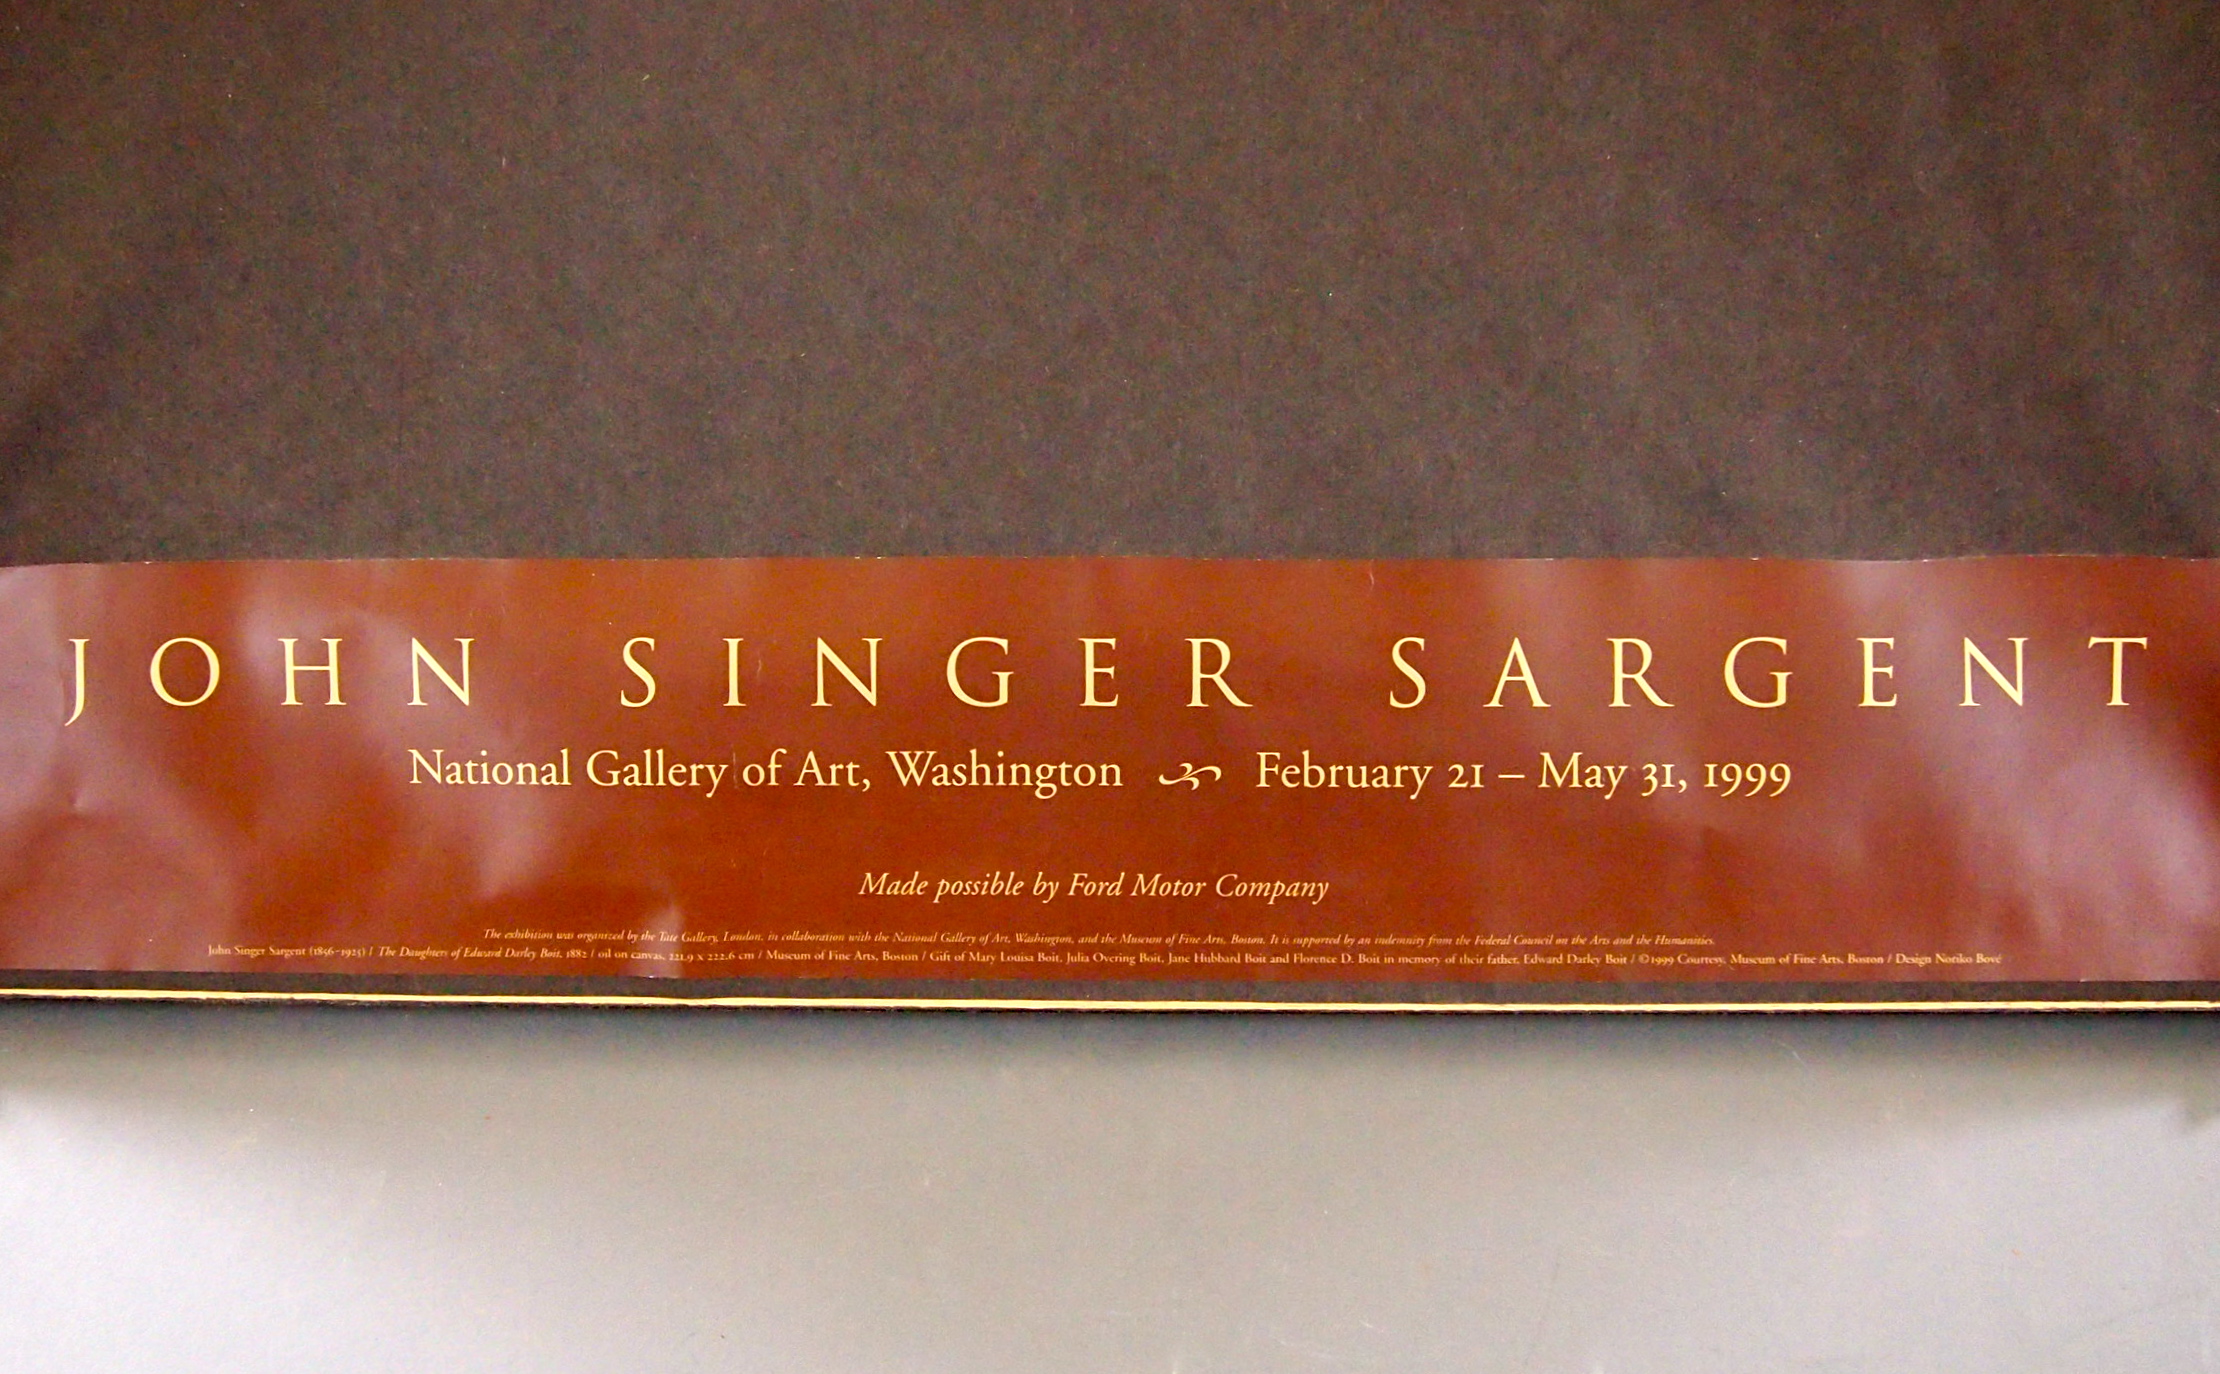 JOHN SINGER SARGENT
National Gallery of Art, Washington February 21 – May 31, 1999
Made possible by Ford Motor Company
The exhibition was organized by the Tate Gallery, London, in collaboration with the National Gallery of Art, Washington, and the Museum of Fine Arts, Boston. It is supported by an indemnity from the Federal Council on the Arts and the Humanities.
John Singer Sargent (1856-1925) / The Daughters of Edward Darley Boit, 1882 / oil on canvas, 221.9 x 222.6 cm / Museum of Fine Arts, Boston / Gift of Mary Louisa Boit, Julia Overing Boit, Jane Hubbard Boit and Florence D. Boit in memory of their father, Edward Darley Boit / ©1999 Courtesy, Museum of Fine Arts, Boston / Design Noriko Bové